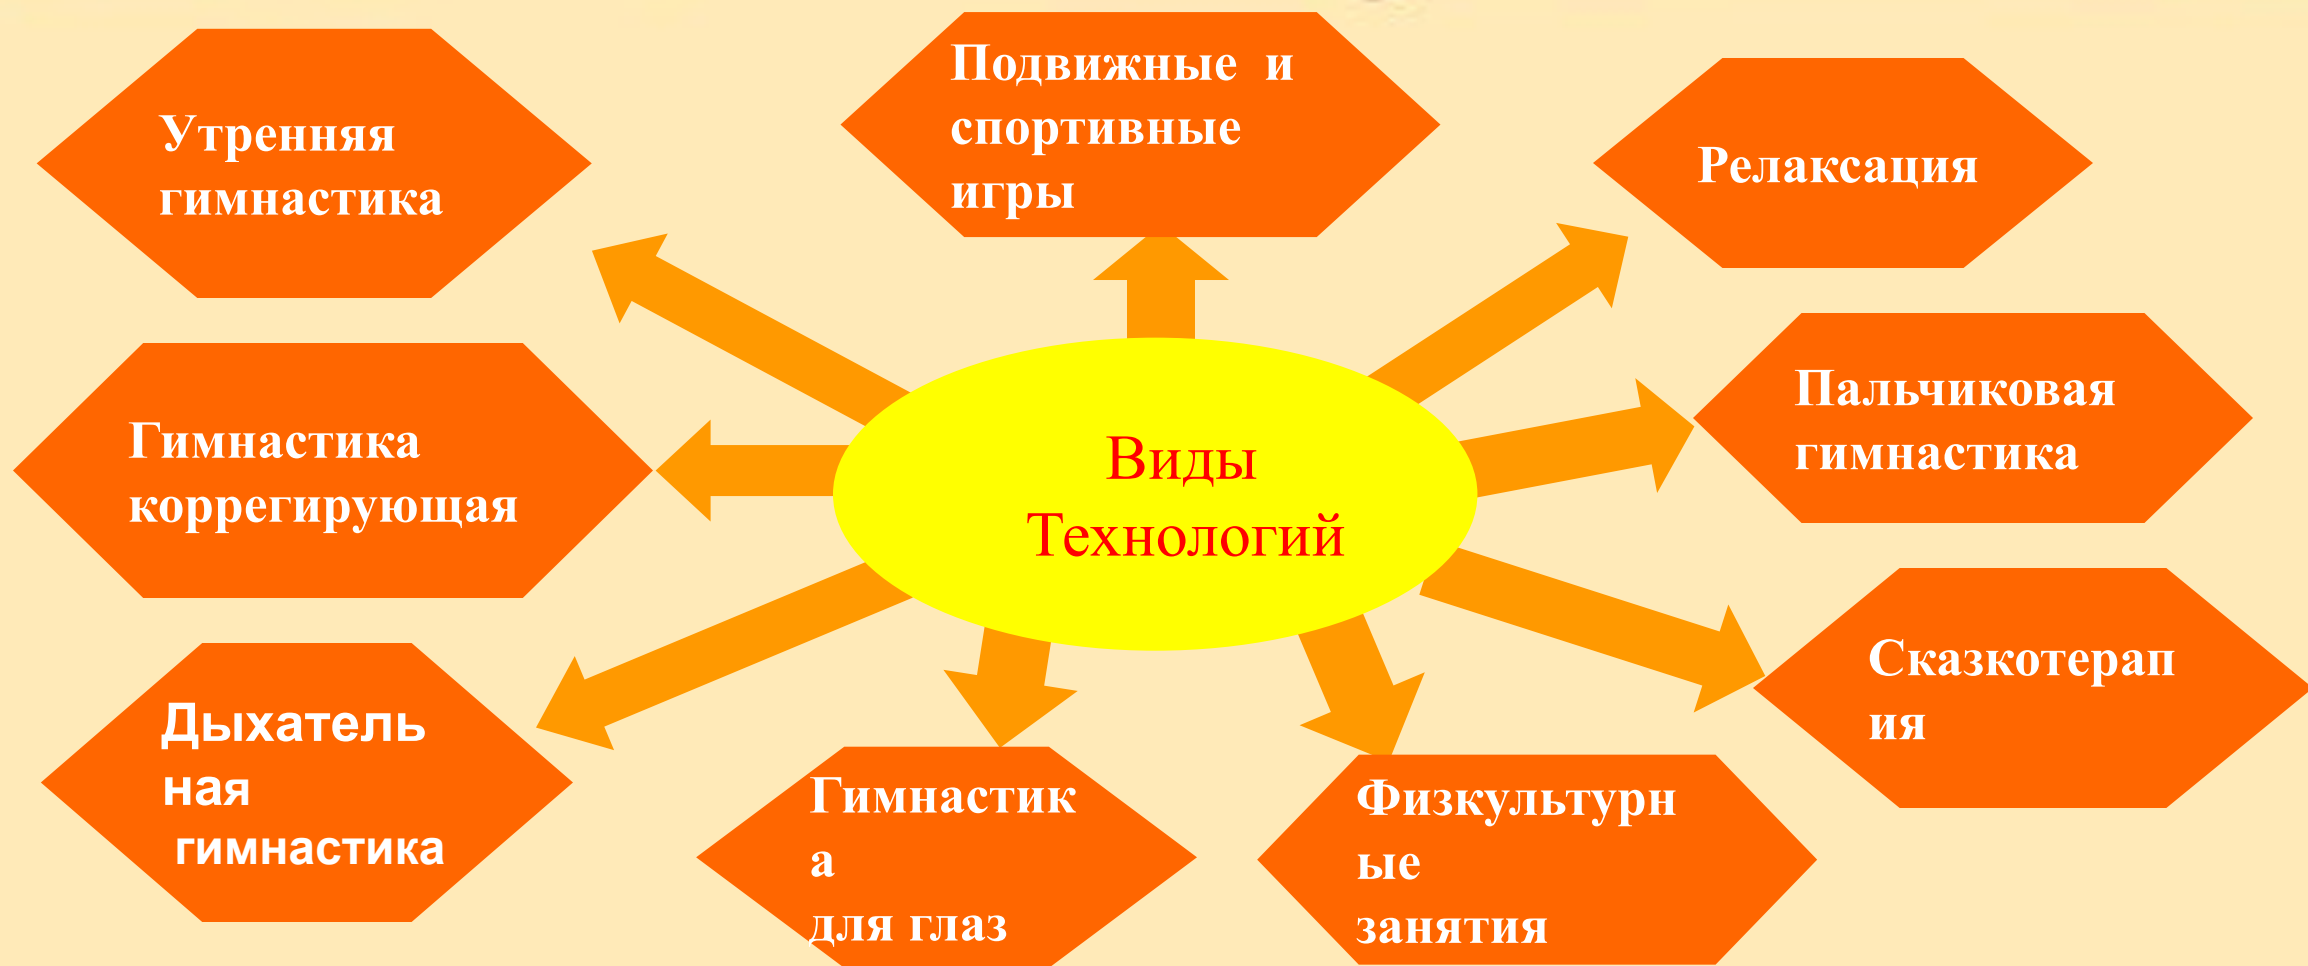 Утренняя
гимнастика
Подвижные и
спортивные
игры
Релаксация
Гимнастика
коррегирующая
Виды
Технологий
Пальчиковая
гимнастика
Сказкотерап
ия
Дыхатель
ная
гимнастика
Гимнастик
а
для глаз
Физкультурн
ые
занятия